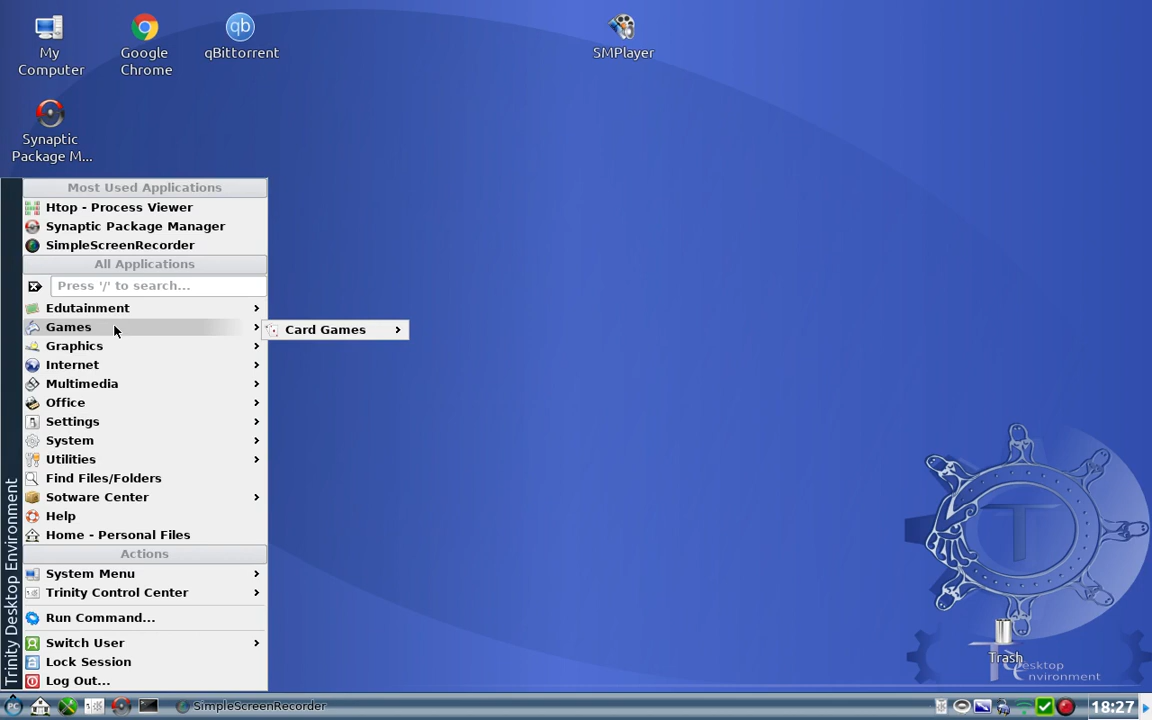 My
Computer
Google
Chrome
qBittorrent
SMPlayer
Synaptic
Package M...
Most Used Applications
Htop - Process Viewer
Synaptic Package Manager
SimpleScreenRecorder
All Applications
Press '/' to search...
Edutainment
Games
Card Games
Graphics
Internet
Multimedia
Office
Settings
System
Utilities
Find Files/Folders
Sotware Center
Help
Home - Personal Files
Actions
System Menu
Trinity Control Center
Run Command...
Switch User
Lock Session
Log Out...
Trinity Desktop Environment
T
Trash
Desktop
Environment
PC
SimpleScreenRecorder
18:27